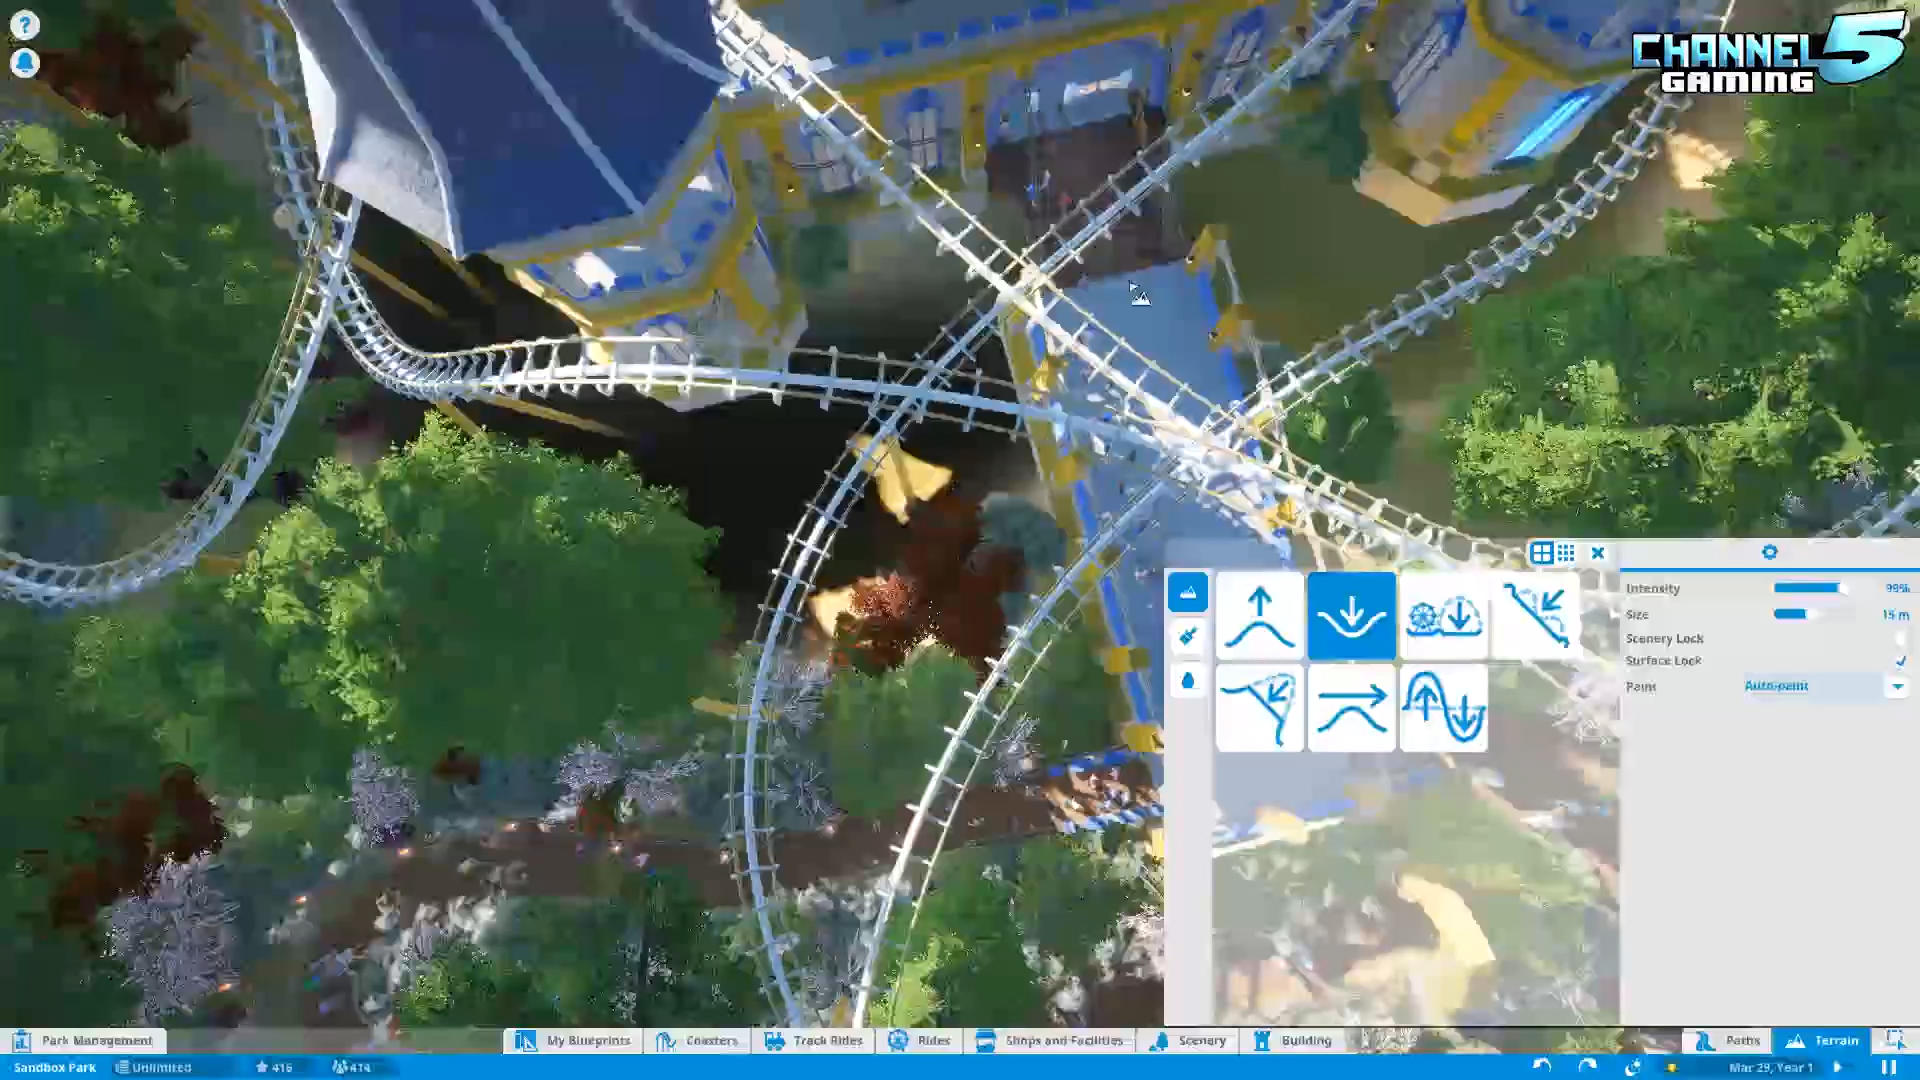 ?
CHANNEL 5
GAMING
Intensity 99%
Size 15 m
Scenery Lock
Surface Lock
Paint Auto-paint
Park Management
My Blueprints
Coasters
Track Rides
Rides
Shops and Facilities
Scenery
Building
Paths
Terrain
Sandbox Park
Unlimited
416
474
Mar 29, Year 1